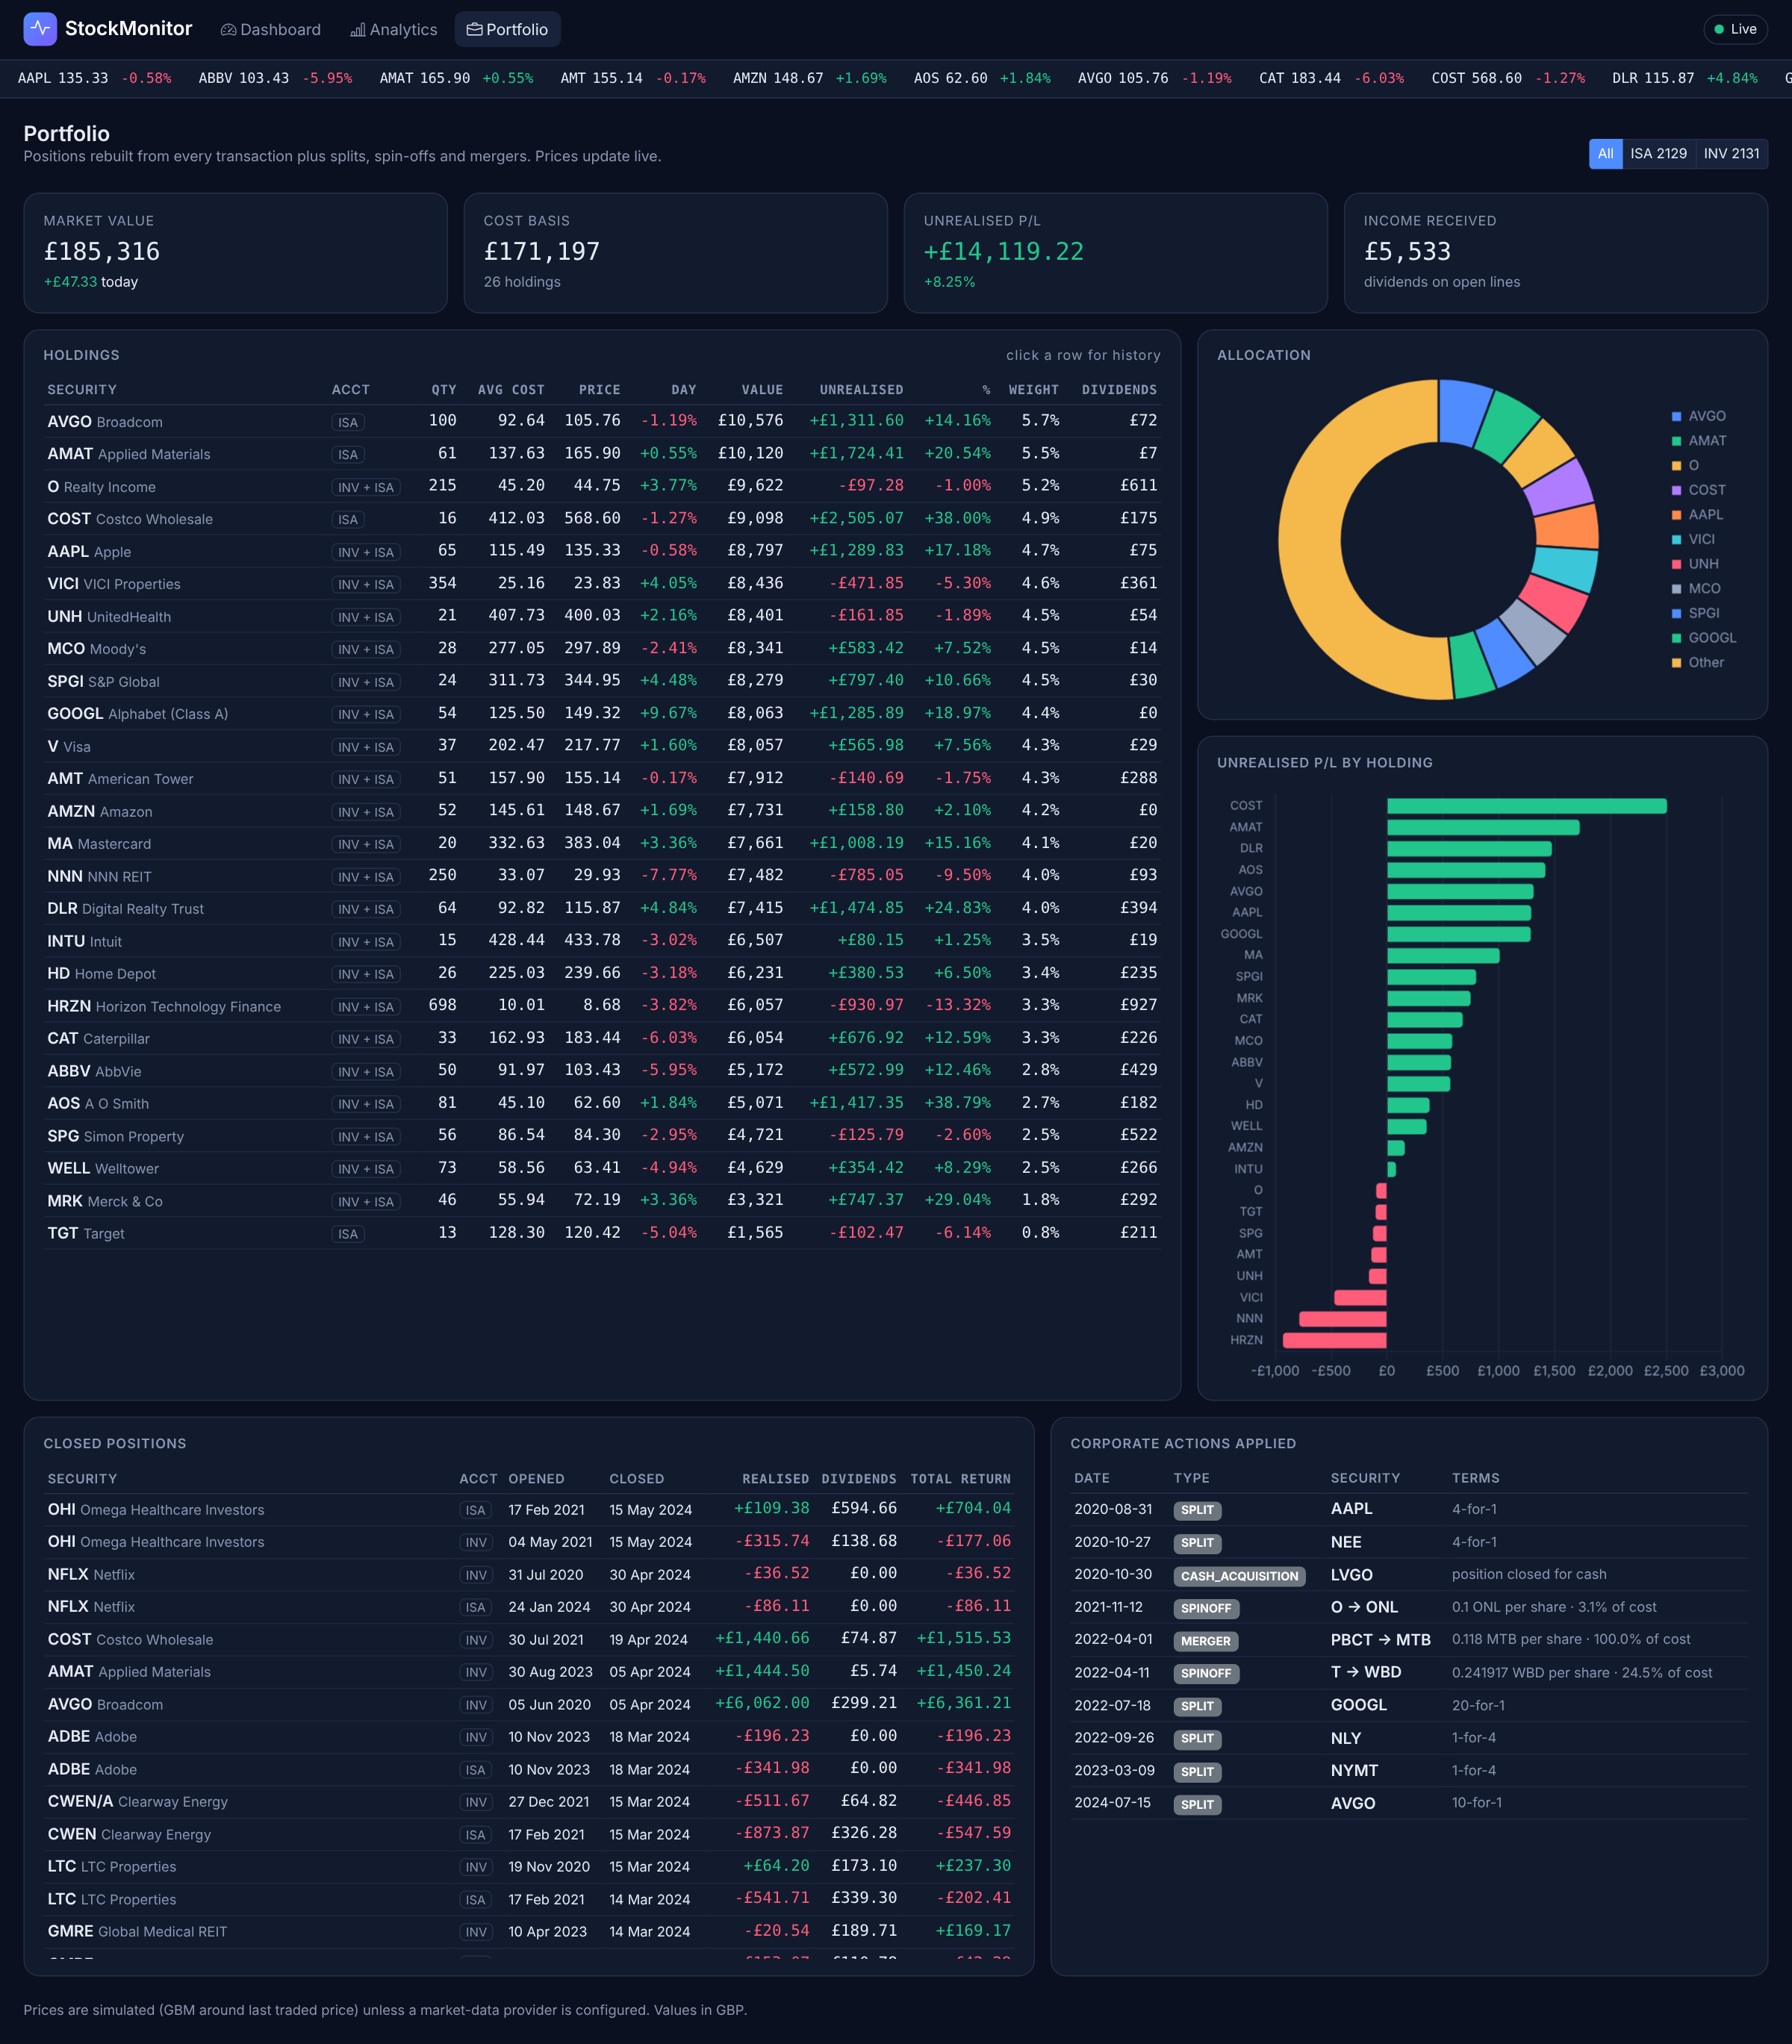 StockMonitor Dashboard Analytics Portfolio Live
AAPL 135.33 -0.58% ABBV 103.43 -5.95% AMAT 165.90 +0.55% AMT 155.14 -0.17% AMZN 148.67 +1.69% AOS 62.60 +1.84% AVGO 105.76 -1.19% CAT 183.44 -6.03% COST 568.60 -1.27% DLR 115.87 +4.84%
Portfolio
Positions rebuilt from every transaction plus splits, spin-offs and mergers. Prices update live.
All ISA 2129 INV 2131
MARKET VALUE
£185,316
+£47.33 today
COST BASIS
£171,197
26 holdings
UNREALISED P/L
+£14,119.22
+8.25%
INCOME RECEIVED
£5,533
dividends on open lines
HOLDINGS click a row for history
SECURITY ACCT QTY AVG COST PRICE DAY VALUE UNREALISED % WEIGHT DIVIDENDS
AVGO Broadcom ISA 100 92.64 105.76 -1.19% £10,576 +£1,311.60 +14.16% 5.7% £72
AMAT Applied Materials ISA 61 137.63 165.90 +0.55% £10,120 +£1,724.41 +20.54% 5.5% £7
O Realty Income INV + ISA 215 45.20 44.75 +3.77% £9,622 -£97.28 -1.00% 5.2% £611
COST Costco Wholesale ISA 16 412.03 568.60 -1.27% £9,098 +£2,505.07 +38.00% 4.9% £175
AAPL Apple INV + ISA 65 115.49 135.33 -0.58% £8,797 +£1,289.83 +17.18% 4.7% £75
VICI VICI Properties INV + ISA 354 25.16 23.83 +4.05% £8,436 -£471.85 -5.30% 4.6% £361
UNH UnitedHealth INV + ISA 21 407.73 400.03 +2.16% £8,401 -£161.85 -1.89% 4.5% £54
MCO Moody's INV + ISA 28 277.05 297.89 -2.41% £8,341 +£583.42 +7.52% 4.5% £14
SPGI S&P Global INV + ISA 24 311.73 344.95 +4.48% £8,279 +£797.40 +10.66% 4.5% £30
GOOGL Alphabet (Class A) INV + ISA 54 125.50 149.32 +9.67% £8,063 +£1,285.89 +18.97% 4.4% £0
V Visa INV + ISA 37 202.47 217.77 +1.60% £8,057 +£565.98 +7.56% 4.3% £29
AMT American Tower INV + ISA 51 157.90 155.14 -0.17% £7,912 -£140.69 -1.75% 4.3% £288
AMZN Amazon INV + ISA 52 145.61 148.67 +1.69% £7,731 +£158.80 +2.10% 4.2% £0
MA Mastercard INV + ISA 20 332.63 383.04 +3.36% £7,661 +£1,008.19 +15.16% 4.1% £20
NNN NNN REIT INV + ISA 250 33.07 29.93 -7.77% £7,482 -£785.05 -9.50% 4.0% £93
DLR Digital Realty Trust INV + ISA 64 92.82 115.87 +4.84% £7,415 +£1,474.85 +24.83% 4.0% £394
INTU Intuit INV + ISA 15 428.44 433.78 -3.02% £6,507 +£80.15 +1.25% 3.5% £19
HD Home Depot INV + ISA 26 225.03 239.66 -3.18% £6,231 +£380.53 +6.50% 3.4% £235
HRZN Horizon Technology Finance INV + ISA 698 10.01 8.68 -3.82% £6,057 -£930.97 -13.32% 3.3% £927
CAT Caterpillar INV + ISA 33 162.93 183.44 -6.03% £6,054 +£676.92 +12.59% 3.3% £226
ABBV AbbVie INV + ISA 50 91.97 103.43 -5.95% £5,172 +£572.99 +12.46% 2.8% £429
AOS A O Smith INV + ISA 81 45.10 62.60 +1.84% £5,071 +£1,417.35 +38.79% 2.7% £182
SPG Simon Property INV + ISA 56 86.54 84.30 -2.95% £4,721 -£125.79 -2.60% 2.5% £522
WELL Welltower INV + ISA 73 58.56 63.41 -4.94% £4,629 +£354.42 +8.29% 2.5% £266
MRK Merck & Co INV + ISA 46 55.94 72.19 +3.36% £3,321 +£747.37 +29.04% 1.8% £292
TGT Target ISA 13 128.30 120.42 -5.04% £1,565 -£102.47 -6.14% 0.8% £211
ALLOCATION
AVGO
AMAT
O
COST
AAPL
VICI
UNH
MCO
SPGI
GOOGL
Other
UNREALISED P/L BY HOLDING
COST
AMAT
DLR
AOS
AVGO
AAPL
GOOGL
MA
SPGI
MRK
CAT
MCO
ABBV
V
HD
WELL
AMZN
INTU
O
TGT
SPG
AMT
UNH
VICI
NNN
HRZN
-£1,000 -£500 £0 £500 £1,000 £1,500 £2,000 £2,500 £3,000
CLOSED POSITIONS
SECURITY ACCT OPENED CLOSED REALISED DIVIDENDS TOTAL RETURN
OHI Omega Healthcare Investors ISA 17 Feb 2021 15 May 2024 +£109.38 £594.66 +£704.04
OHI Omega Healthcare Investors INV 04 May 2021 15 May 2024 -£315.74 £138.68 -£177.06
NFLX Netflix INV 31 Jul 2020 30 Apr 2024 -£36.52 £0.00 -£36.52
NFLX Netflix ISA 24 Jan 2024 30 Apr 2024 -£86.11 £0.00 -£86.11
COST Costco Wholesale INV 30 Jul 2021 19 Apr 2024 +£1,440.66 £74.87 +£1,515.53
AMAT Applied Materials INV 30 Aug 2023 05 Apr 2024 +£1,444.50 £5.74 +£1,450.24
AVGO Broadcom INV 05 Jun 2020 05 Apr 2024 +£6,062.00 £299.21 +£6,361.21
ADBE Adobe INV 10 Nov 2023 18 Mar 2024 -£196.23 £0.00 -£196.23
ADBE Adobe ISA 10 Nov 2023 18 Mar 2024 -£341.98 £0.00 -£341.98
CWEN/A Clearway Energy INV 27 Dec 2021 15 Mar 2024 -£511.67 £64.82 -£446.85
CWEN Clearway Energy ISA 17 Feb 2021 15 Mar 2024 -£873.87 £326.28 -£547.59
LTC LTC Properties INV 19 Nov 2020 15 Mar 2024 +£64.20 £173.10 +£237.30
LTC LTC Properties ISA 17 Feb 2021 14 Mar 2024 -£541.71 £339.30 -£202.41
GMRE Global Medical REIT INV 10 Apr 2023 14 Mar 2024 -£20.54 £189.71 +£169.17
CORPORATE ACTIONS APPLIED
DATE TYPE SECURITY TERMS
2020-08-31 SPLIT AAPL 4-for-1
2020-10-27 SPLIT NEE 4-for-1
2020-10-30 CASH_ACQUISITION LVGO position closed for cash
2021-11-12 SPINOFF O → ONL 0.1 ONL per share · 3.1% of cost
2022-04-01 MERGER PBCT → MTB 0.118 MTB per share · 100.0% of cost
2022-04-11 SPINOFF T → WBD 0.241917 WBD per share · 24.5% of cost
2022-07-18 SPLIT GOOGL 20-for-1
2022-09-26 SPLIT NLY 1-for-4
2023-03-09 SPLIT NYMT 1-for-4
2024-07-15 SPLIT AVGO 10-for-1
Prices are simulated (GBM around last traded price) unless a market-data provider is configured. Values in GBP.